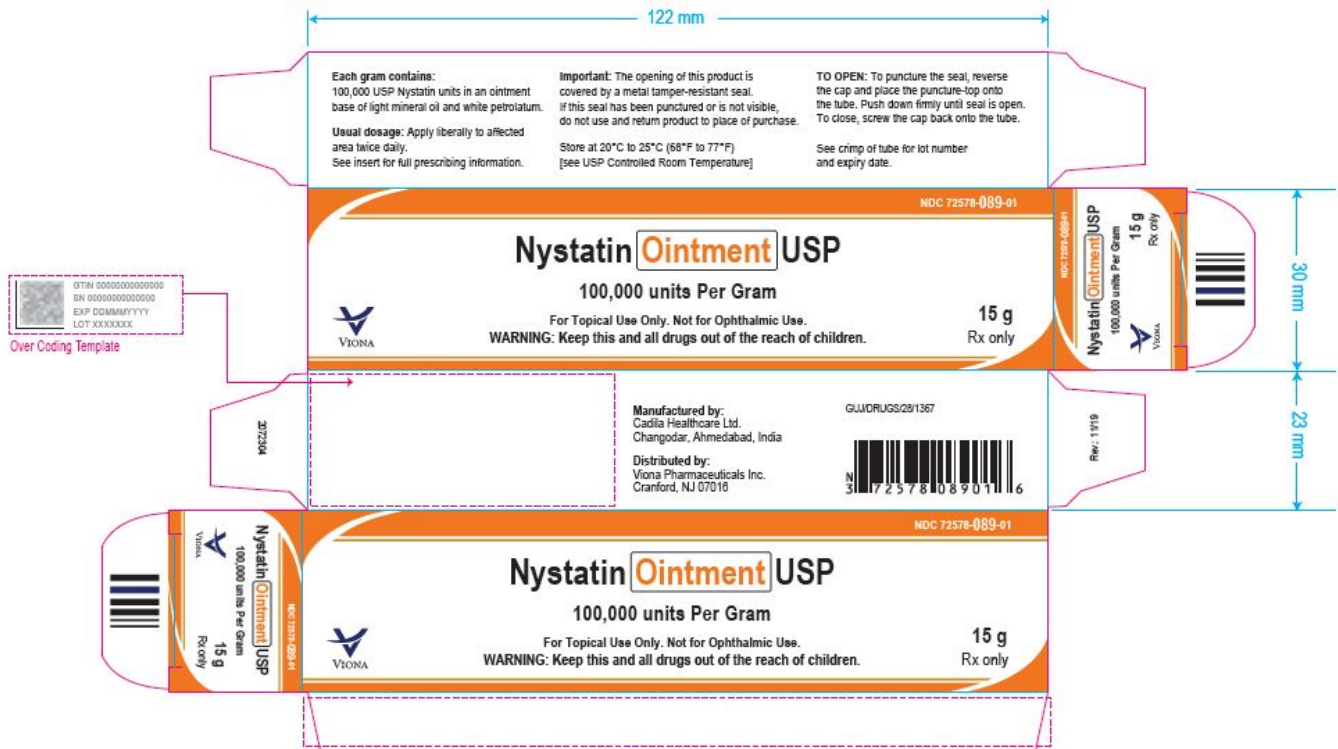 122 mm
Each gram contains:
100,000 USP Nystatin units in an ointment
base of light mineral oil and white petrolatum.
Usual dosage: Apply liberally to affected
area twice daily.
See insert for full prescribing information.
Important: The opening of this product is
covered by a metal tamper-resistant seal.
If this seal has been punctured or is not visible,
do not use and return product to place of purchase.
Store at 20°C to 25°C (68°F to 77°F)
[see USP Controlled Room Temperature]
TO OPEN: To puncture the seal, reverse
the cap and place the puncture-top onto
the tube. Push down firmly until seal is open.
To close, screw the cap back onto the tube.
See crimp of tube for lot number
and expiry date.
NDC 72578-089-01
Nystatin Ointment USP
100,000 units Per Gram
For Topical Use Only. Not for Ophthalmic Use.
WARNING: Keep this and all drugs out of the reach of children.
VIONA
15 g
Rx only
NDC 72578-089-01
Nystatin Ointment USP
100,000 units Per Gram
15 g
Rx only
VIONA
30 mm
GTIN 00000000000000
SN 00000000000000
EXP DDMMMYYYY
LOT XXXXXXX
Over Coding Template
2072304
Manufactured by:
Cadila Healthcare Ltd.
Changodar, Ahmedabad, India
Distributed by:
Viona Pharmaceuticals Inc.
Cranford, NJ 07016
GUJ/DRUGS/28/1367
N
3 72578 08901 6
Rev.: 11/19
23 mm
NDC 72578-089-01
Nystatin Ointment USP
100,000 units Per Gram
15 g
Rx only
VIONA
NDC 72578-089-01
Nystatin Ointment USP
100,000 units Per Gram
For Topical Use Only. Not for Ophthalmic Use.
WARNING: Keep this and all drugs out of the reach of children.
VIONA
15 g
Rx only